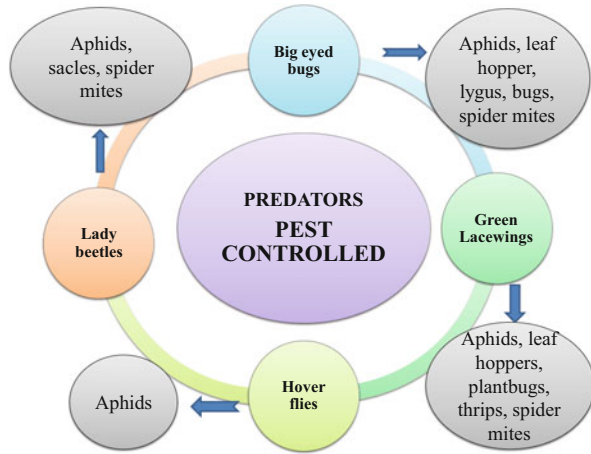 Aphids,
sacles, spider
mites
Big eyed
bugs
Aphids, leaf
hopper,
lygus, bugs,
spider mites
PREDATORS
PEST
CONTROLLED
Lady
beetles
Green
Lacewings
Aphids
Hover
flies
Aphids, leaf
hoppers,
plantbugs,
thrips, spider
mites